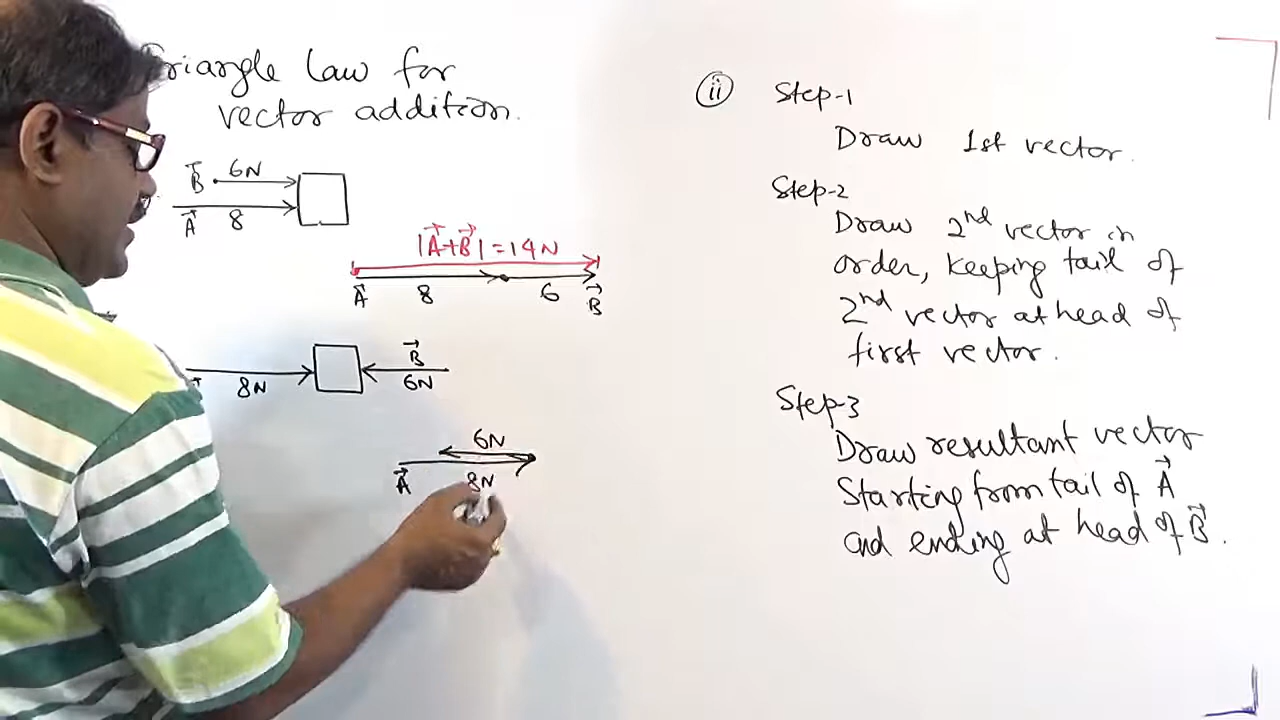 Triangle law for
vector addition.
B⃗ 6N
A⃗ 8
|A⃗+B⃗| = 14N
A⃗ 8 6 B⃗
8N B⃗
6N
6N
A⃗ 8N
(ii) Step-1
Draw 1st vector.
Step-2
Draw 2nd vector in
order, keeping tail of
2nd vector at head of
first vector.
Step-3
Draw resultant vector
Starting from tail of A⃗
and ending at head of B⃗.